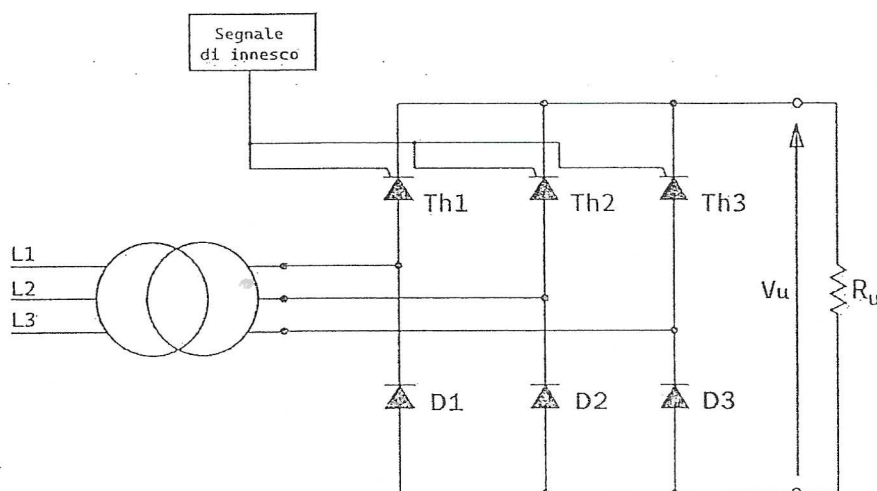 Segnale
di innesco
Th1
Th2
Th3
L1
L2
L3
Vu
Ru
D1
D2
D3